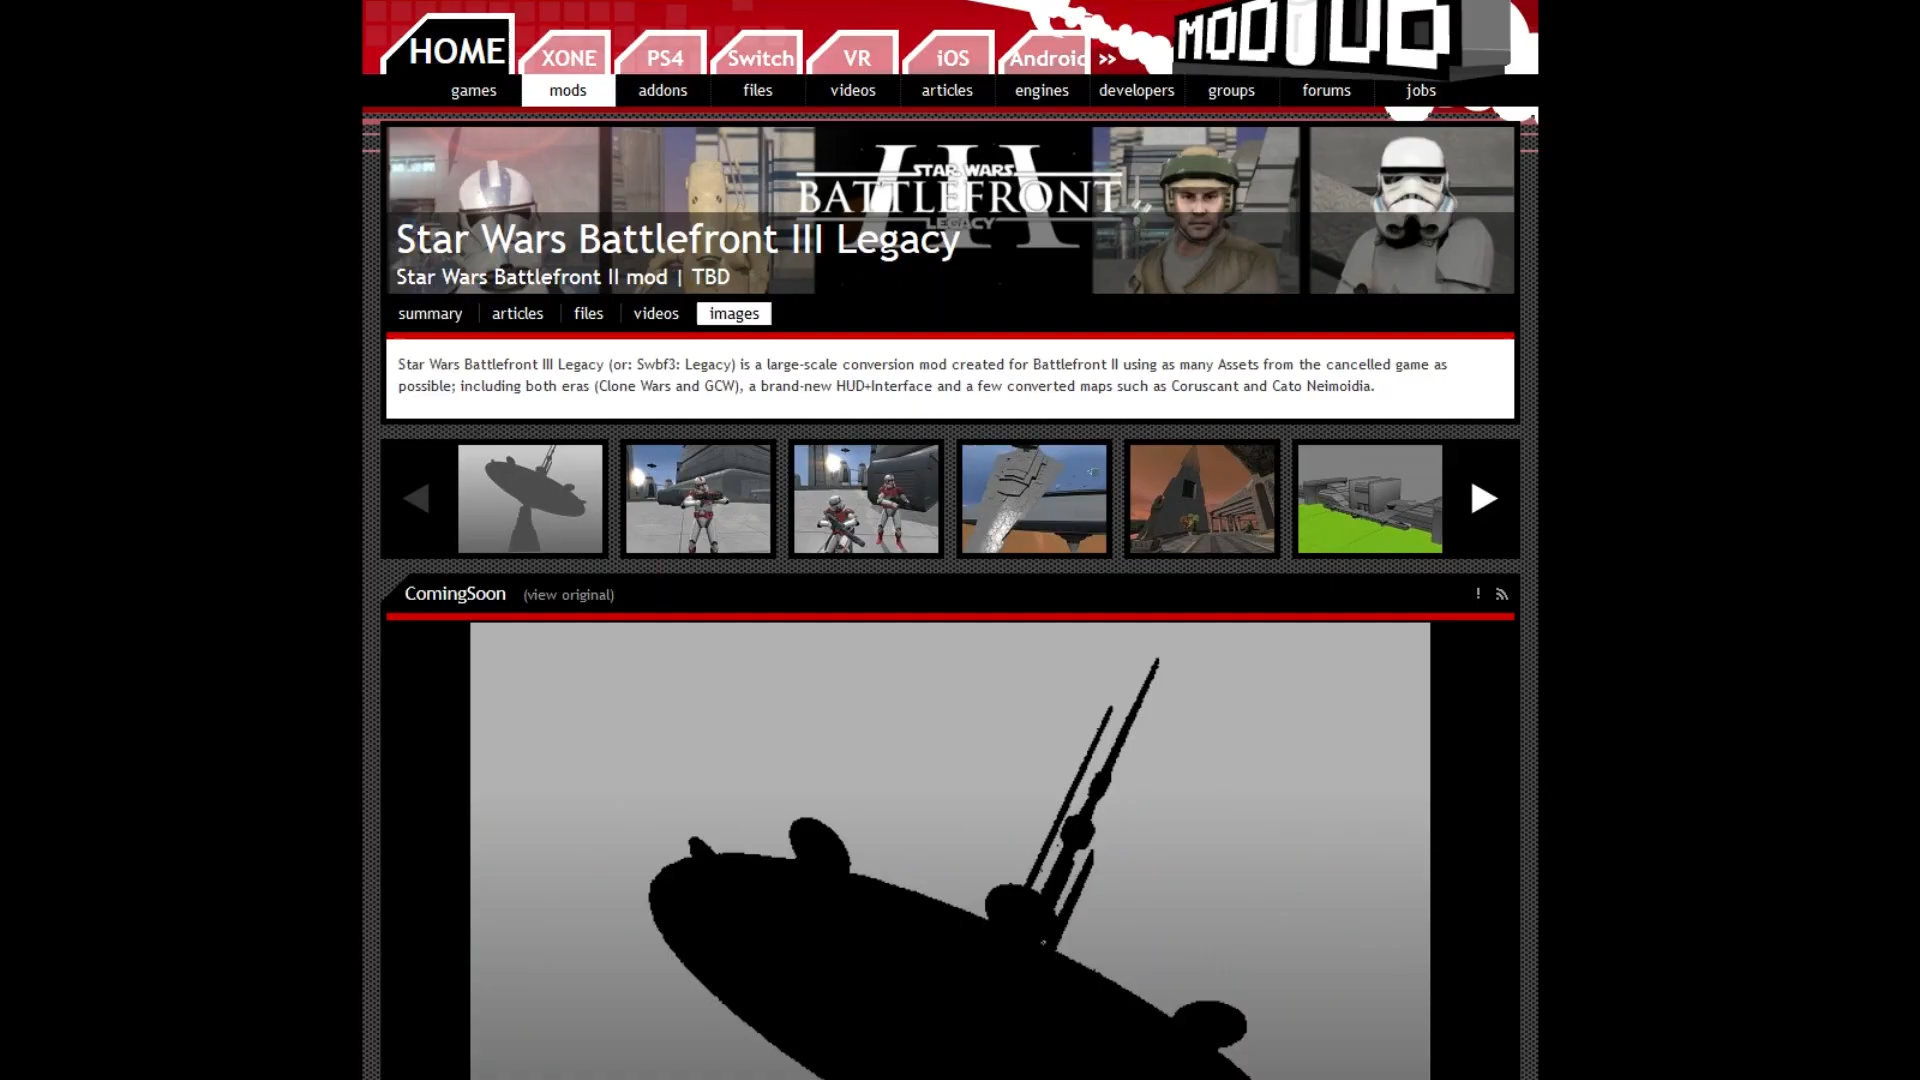 HOME XONE PS4 Switch VR iOS Android >>
MOD DB
games mods addons files videos articles engines developers groups forums jobs
III
STAR WARS
BATTLEFRONT
LEGACY
Star Wars Battlefront III Legacy
Star Wars Battlefront II mod | TBD
summary articles files videos images
Star Wars Battlefront III Legacy (or: Swbf3: Legacy) is a large-scale conversion mod created for Battlefront II using as many Assets from the cancelled game as
possible; including both eras (Clone Wars and GCW), a brand-new HUD+Interface and a few converted maps such as Coruscant and Cato Neimoidia.
ComingSoon (view original) !